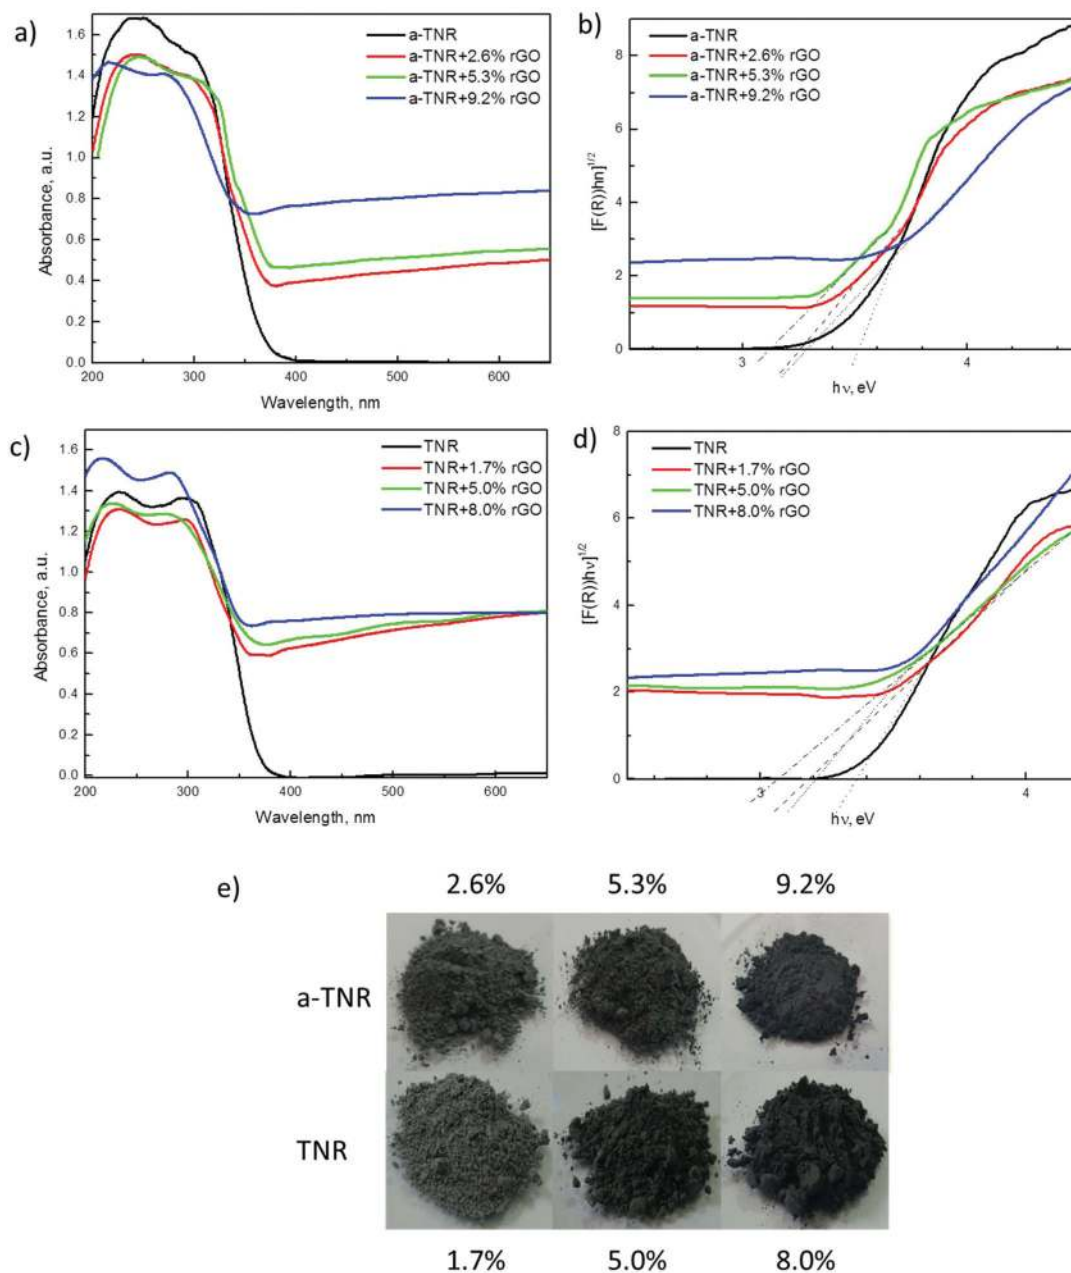 a)
1.6
1.4
1.2
1.0
0.8
0.6
0.4
0.2
0.0
200
300
400
500
600
Absorbance, a.u.
Wavelength, nm
a-TNR
a-TNR+2.6% rGO
a-TNR+5.3% rGO
a-TNR+9.2% rGO
b)
8
6
4
2
0
3
4
[F(R))hn]1/2
hν, eV
a-TNR
a-TNR+2.6% rGO
a-TNR+5.3% rGO
a-TNR+9.2% rGO
c)
1.6
1.4
1.2
1.0
0.8
0.6
0.4
0.2
0.0
200
300
400
500
600
Absorbance, a.u.
Wavelength, nm
TNR
TNR+1.7% rGO
TNR+5.0% rGO
TNR+8.0% rGO
d)
8
6
4
2
0
3
4
[F(R))hν]1/2
hν, eV
TNR
TNR+1.7% rGO
TNR+5.0% rGO
TNR+8.0% rGO
e)
2.6%
5.3%
9.2%
a-TNR
TNR
1.7%
5.0%
8.0%